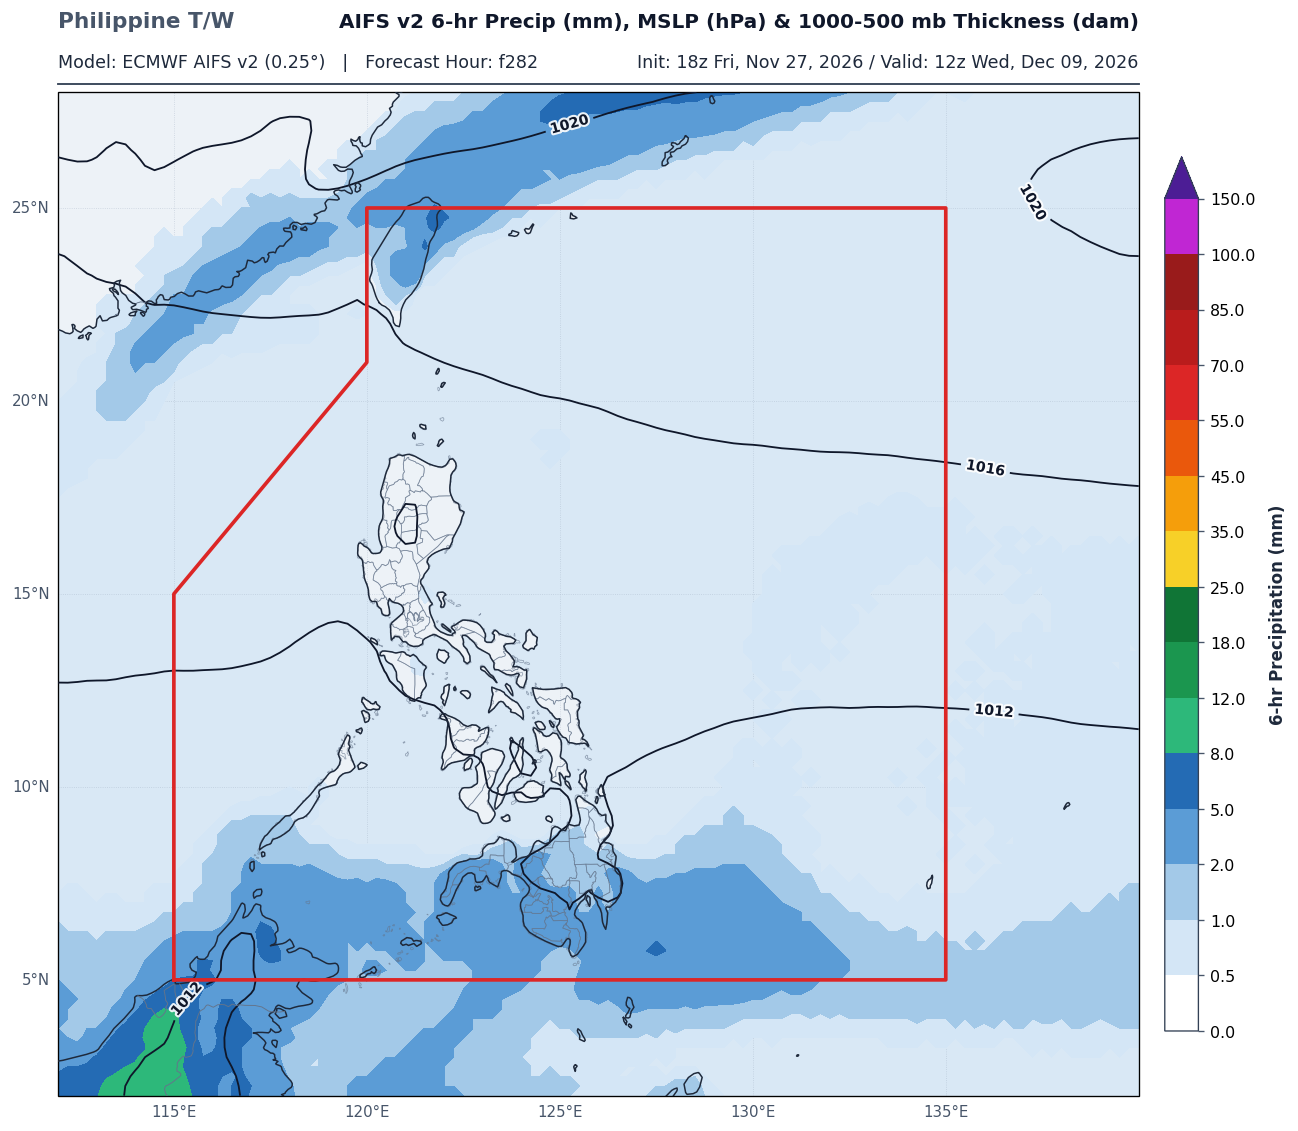 Philippine T/W
AIFS v2 6-hr Precip (mm), MSLP (hPa) & 1000-500 mb Thickness (dam)
Model: ECMWF AIFS v2 (0.25°) | Forecast Hour: f282
Init: 18z Fri, Nov 27, 2026 / Valid: 12z Wed, Dec 09, 2026
1020
1020
1016
1012
1012
25°N
20°N
15°N
10°N
5°N
115°E
120°E
125°E
130°E
135°E
150.0
100.0
85.0
70.0
55.0
45.0
35.0
25.0
18.0
12.0
8.0
5.0
2.0
1.0
0.5
0.0
6-hr Precipitation (mm)